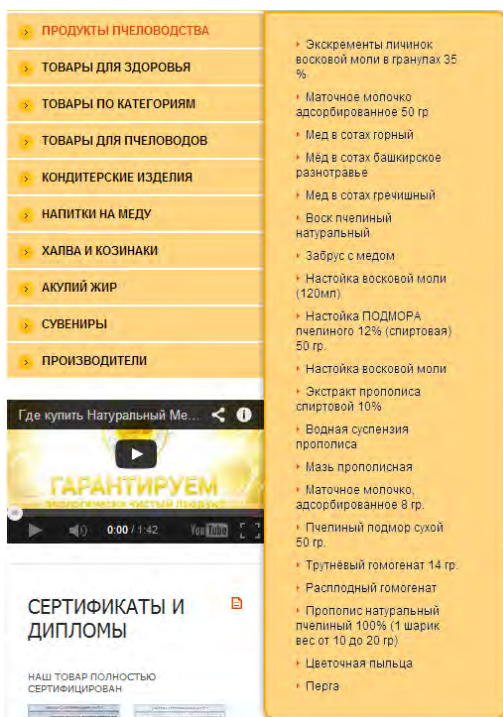 ПРОДУКТЫ ПЧЕЛОВОДСТВА
ТОВАРЫ ДЛЯ ЗДОРОВЬЯ
ТОВАРЫ ПО КАТЕГОРИЯМ
ТОВАРЫ ДЛЯ ПЧЕЛОВОДОВ
КОНДИТЕРСКИЕ ИЗДЕЛИЯ
НАПИТКИ НА МЕДУ
ХАЛВА И КОЗИНАКИ
АКУЛИЙ ЖИР
СУВЕНИРЫ
ПРОИЗВОДИТЕЛИ
Где купить Натуральный Ме...
ГАРАНТИРУЕМ
ЭКОЛОГИЧЕСКИ ЧИСТЫЙ ПРОДУКТ
0:00 / 1:42 YouTube
СЕРТИФИКАТЫ И
ДИПЛОМЫ
НАШ ТОВАР ПОЛНОСТЬЮ
СЕРТИФИЦИРОВАН
Экскременты личинок
восковой моли в гранулах 35
%
Маточное молочко
адсорбированное 50 гр
Мед в сотах горный
Мёд в сотах башкирское
разнотравье
Мед в сотах гречишный
Воск пчелиный
натуральный
Забрус с медом
Настойка восковой моли
(120мл)
Настойка ПОДМОРА
пчелиного 12% (спиртовая)
50 гр.
Настойка восковой моли
Экстракт прополиса
спиртовой 10%
Водная суспензия
прополиса
Мазь прополисная
Маточное молочко,
адсорбированное 8 гр.
Пчелиный подмор сухой
50 гр.
Трутнёвый гомогенат 14 гр.
Расплодный гомогенат
Прополис натуральный
пчелиный 100% (1 шарик
вес от 10 до 20 гр)
Цветочная пыльца
Перга